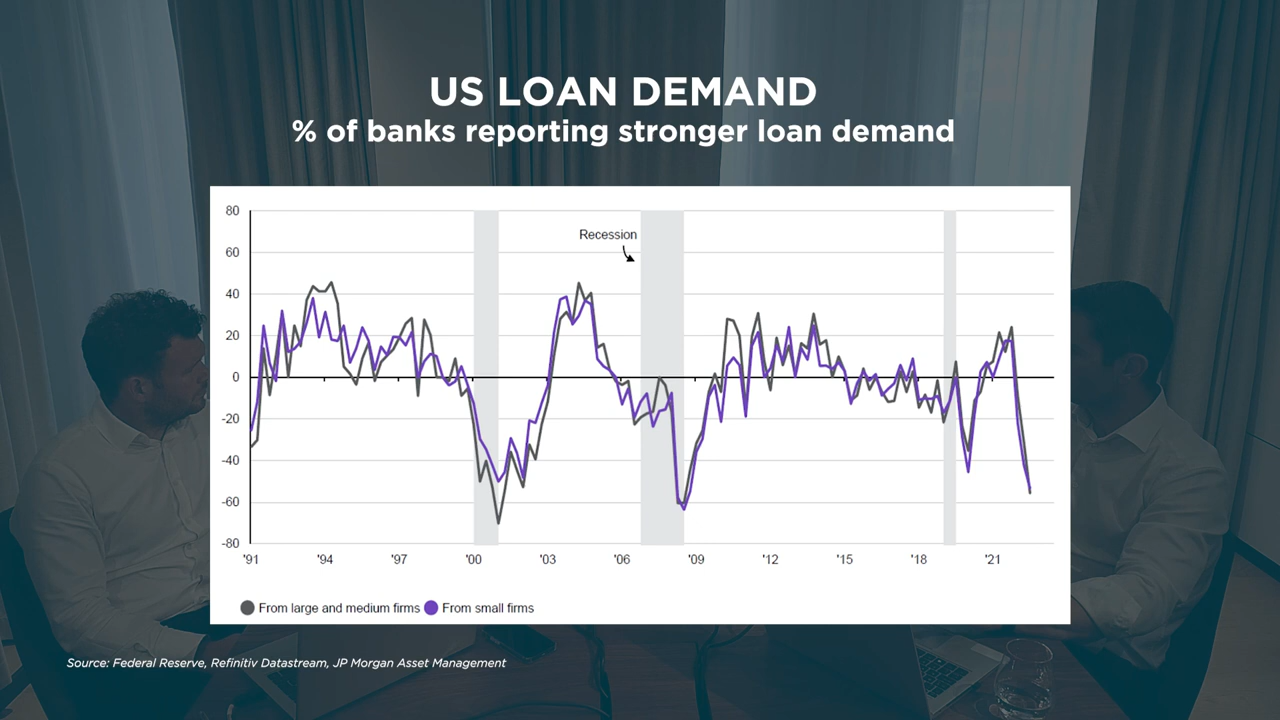 US LOAN DEMAND
% of banks reporting stronger loan demand
80
60
40
20
0
-20
-40
-60
-80
Recession
'91 '94 '97 '00 '03 '06 '09 '12 '15 '18 '21
From large and medium firms From small firms
Source: Federal Reserve, Refinitiv Datastream, JP Morgan Asset Management